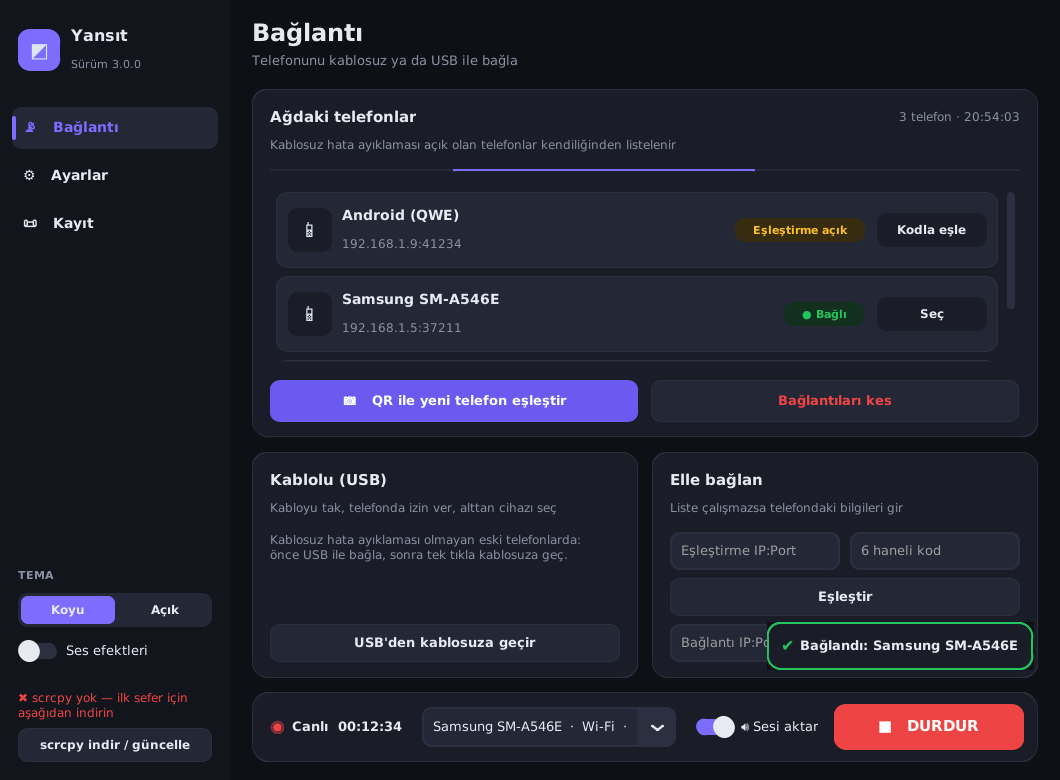 Yansıt
Sürüm 3.0.0
Bağlantı
Ayarlar
Kayıt
TEMA
Koyu
Açık
Ses efektleri
✖ scrcpy yok — ilk sefer için
aşağıdan indirin
scrcpy indir / güncelle
Bağlantı
Telefonunu kablosuz ya da USB ile bağla
Ağdaki telefonlar
3 telefon · 20:54:03
Kablosuz hata ayıklaması açık olan telefonlar kendiliğinden listelenir
Android (QWE)
192.168.1.9:41234
Eşleştirme açık
Kodla eşle
Samsung SM-A546E
192.168.1.5:37211
● Bağlı
Seç
QR ile yeni telefon eşleştir
Bağlantıları kes
Kablolu (USB)
Kabloyu tak, telefonda izin ver, alttan cihazı seç
Kablosuz hata ayıklaması olmayan eski telefonlarda:
önce USB ile bağla, sonra tek tıkla kablosuza geç.
USB'den kablosuza geçir
Elle bağlan
Liste çalışmazsa telefondaki bilgileri gir
Eşleştirme IP:Port
6 haneli kod
Eşleştir
Bağlantı IP:Po
✔ Bağlandı: Samsung SM-A546E
Canlı 00:12:34
Samsung SM-A546E · Wi-Fi ·
Sesi aktar
DURDUR